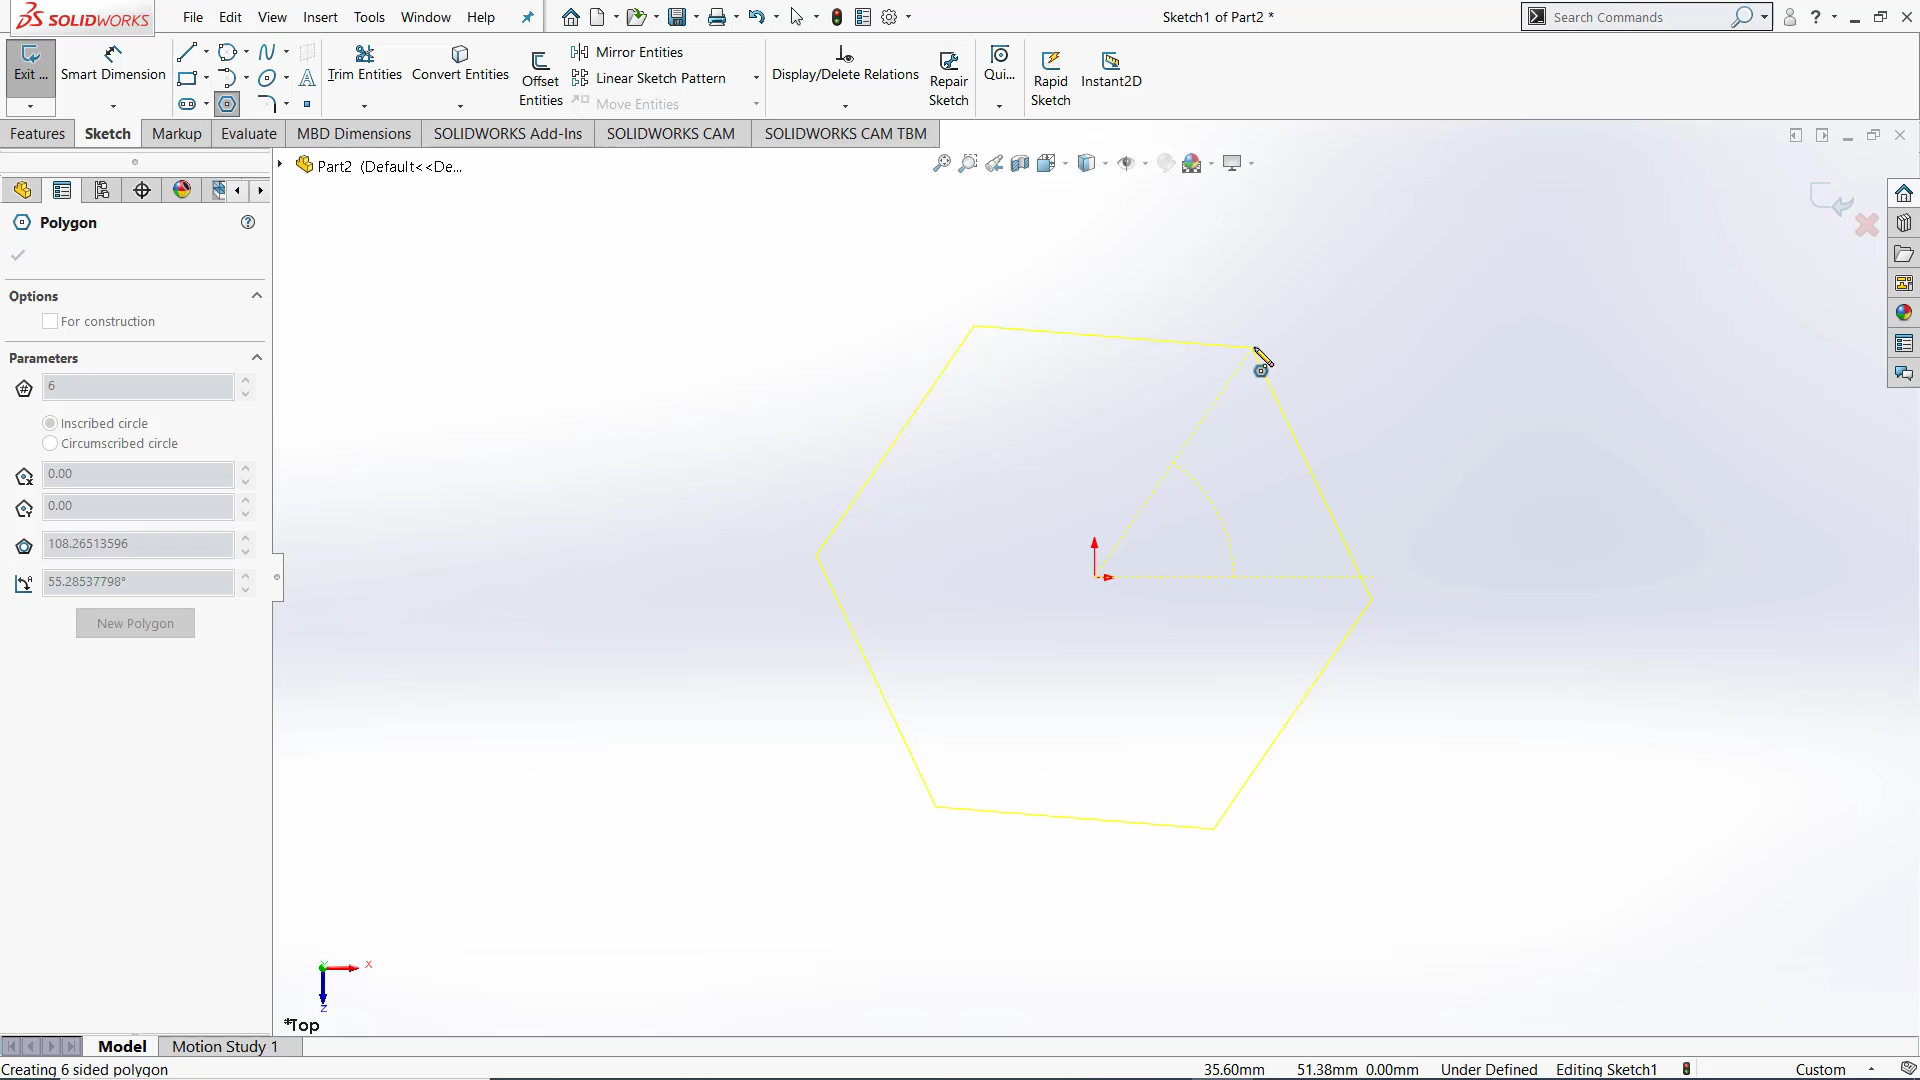 SOLIDWORKS File Edit View Insert Tools Window Help Sketch1 of Part2 * Search Commands
Exit ... Smart Dimension Trim Entities Convert Entities Offset Entities Mirror Entities Linear Sketch Pattern Move Entities Display/Delete Relations Repair Sketch Qui... Rapid Sketch Instant2D
Features Sketch Markup Evaluate MBD Dimensions SOLIDWORKS Add-Ins SOLIDWORKS CAM SOLIDWORKS CAM TBM
Part2 (Default<<De...
Polygon
Options
For construction
Parameters
6
Inscribed circle
Circumscribed circle
0.00
0.00
108.26513596
55.28537798°
New Polygon
Y X
Z
*Top
Model Motion Study 1
Creating 6 sided polygon 35.60mm 51.38mm 0.00mm Under Defined Editing Sketch1 Custom